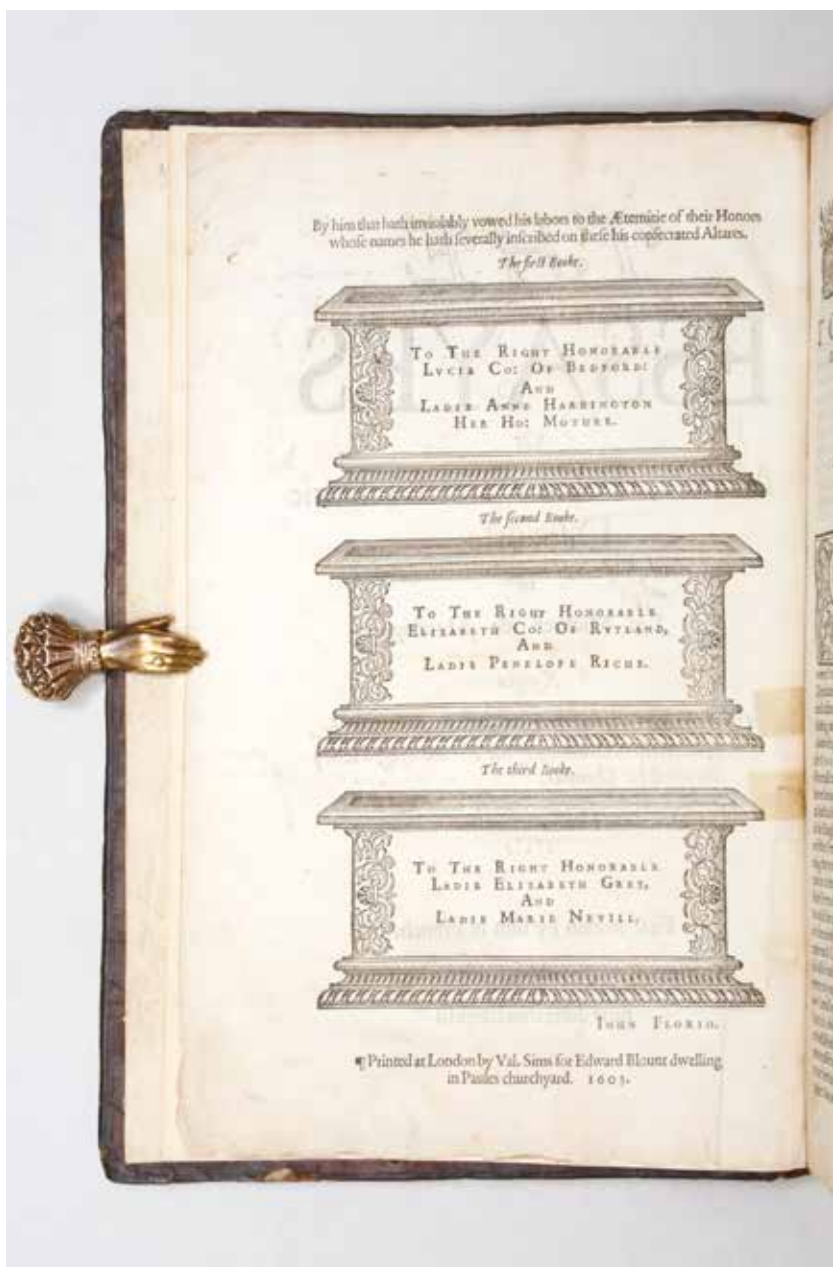 By him that hath inviolably vowed his labors to the Æternitie of their Honors
whose names he hath severally inscribed on these his consecrated Altares.
The first Booke.
TO THE RIGHT HONORABLE
LVCIA CO: OF BEDFORD:
AND
LADIE ANNE HARRINGTON
HER HO: MOTHRE.
The second Booke.
TO THE RIGHT HONORABLE
ELIZABETH CO: OF RVTLAND,
AND
LADIE PENELOPE RICHE.
The third Booke.
TO THE RIGHT HONORABLE
LADIE ELIZABETH GREY,
AND
LADIE MARIE NEVILL.
IOHN FLORIO.
¶ Printed at London by Val. Sims for Edward Blount dwelling
in Paules churchyard. 1603.